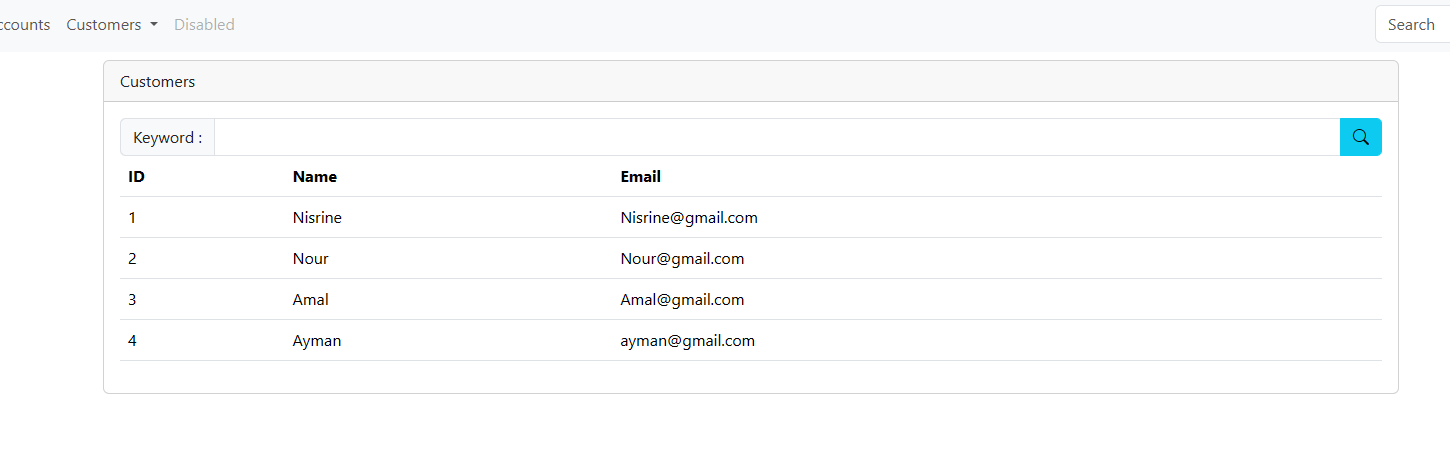 ccounts Customers Disabled Search
Customers
Keyword :
ID Name Email
1 Nisrine Nisrine@gmail.com
2 Nour Nour@gmail.com
3 Amal Amal@gmail.com
4 Ayman ayman@gmail.com